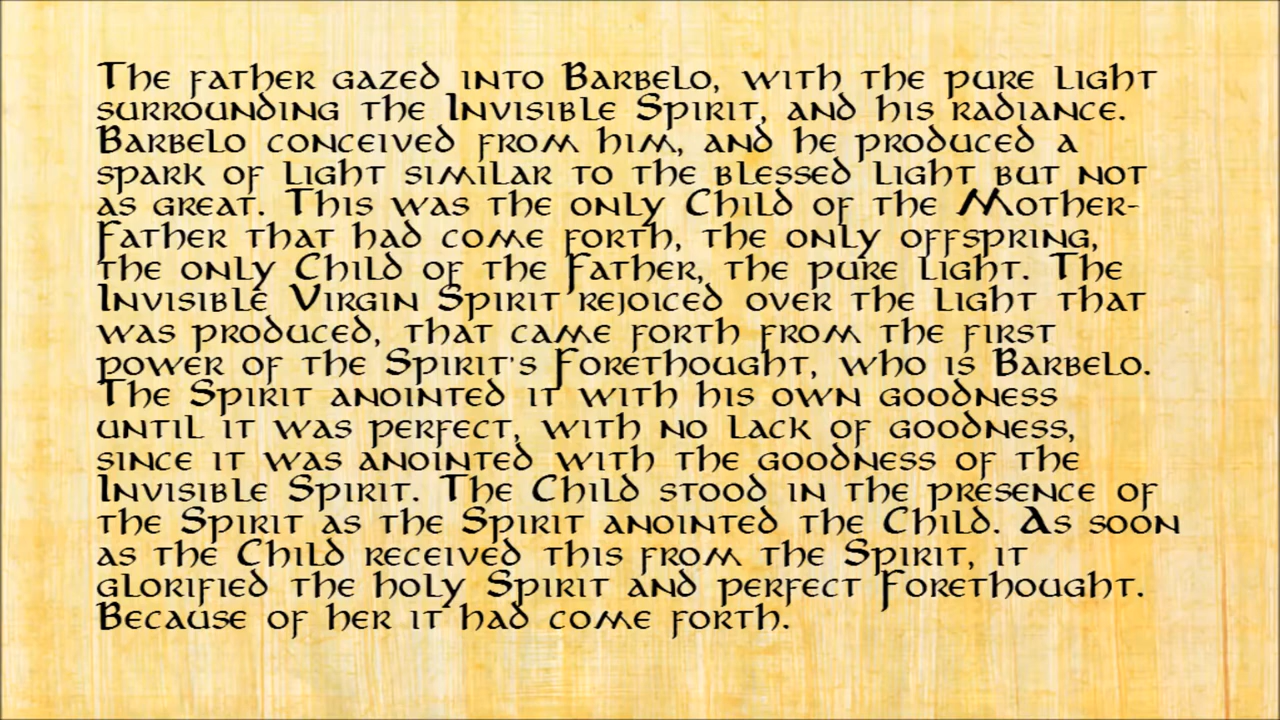 The father gazed into Barbelo, with the pure light
surrounding the Invisible Spirit, and his radiance.
Barbelo conceived from him, and he produced a
spark of light similar to the blessed light but not
as great. This was the only Child of the Mother-
Father that had come forth, the only offspring,
the only Child of the Father, the pure light. The
Invisible Virgin Spirit rejoiced over the light that
was produced, that came forth from the first
power of the Spirit's Forethought, who is Barbelo.
The Spirit anointed it with his own goodness
until it was perfect, with no lack of goodness,
since it was anointed with the goodness of the
Invisible Spirit. The Child stood in the presence of
the Spirit as the Spirit anointed the Child. As soon
as the Child received this from the Spirit, it
glorified the holy Spirit and perfect Forethought.
Because of her it had come forth.